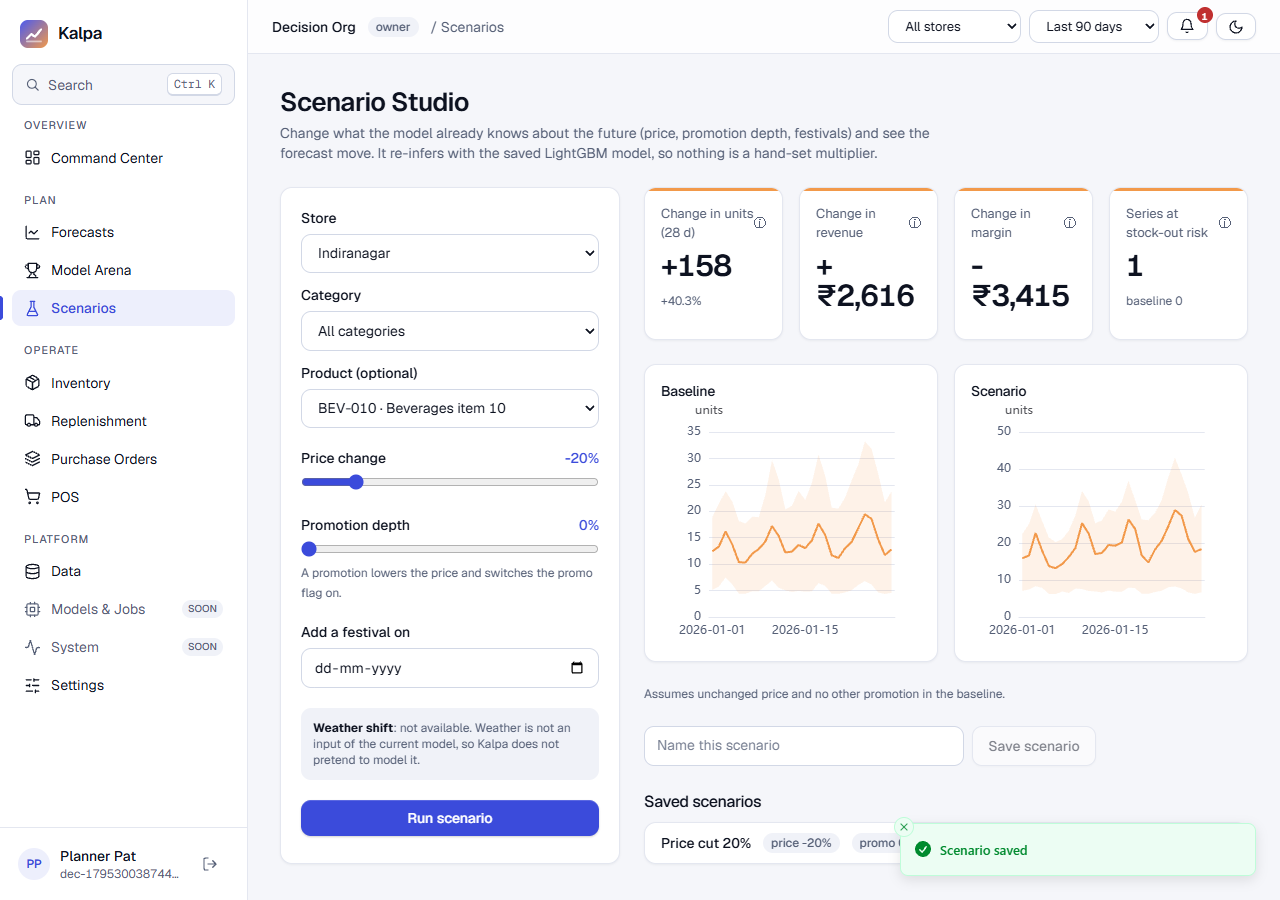 Kalpa
Search
Ctrl K
OVERVIEW
Command Center
PLAN
Forecasts
Model Arena
Scenarios
OPERATE
Inventory
Replenishment
Purchase Orders
POS
PLATFORM
Data
Models & Jobs SOON
System SOON
Settings
PP
Planner Pat
dec-179530038744...
Decision Org owner / Scenarios
All stores
Last 90 days
1
Scenario Studio
Change what the model already knows about the future (price, promotion depth, festivals) and see the
forecast move. It re-infers with the saved LightGBM model, so nothing is a hand-set multiplier.
Store
Indiranagar
Category
All categories
Product (optional)
BEV-010 · Beverages item 10
Price change -20%
Promotion depth 0%
A promotion lowers the price and switches the promo
flag on.
Add a festival on
dd-mm-yyyy
Weather shift: not available. Weather is not an
input of the current model, so Kalpa does not
pretend to model it.
Run scenario
Change in units
(28 d)
+158
+40.3%
Change in
revenue
+
₹2,616
Change in
margin
-
₹3,415
Series at
stock-out risk
1
baseline 0
Baseline
units
35
30
25
20
15
10
5
0
2026-01-01 2026-01-15
Scenario
units
50
40
30
20
10
0
2026-01-01 2026-01-15
Assumes unchanged price and no other promotion in the baseline.
Name this scenario
Save scenario
Saved scenarios
Price cut 20% price -20% promo
Scenario saved